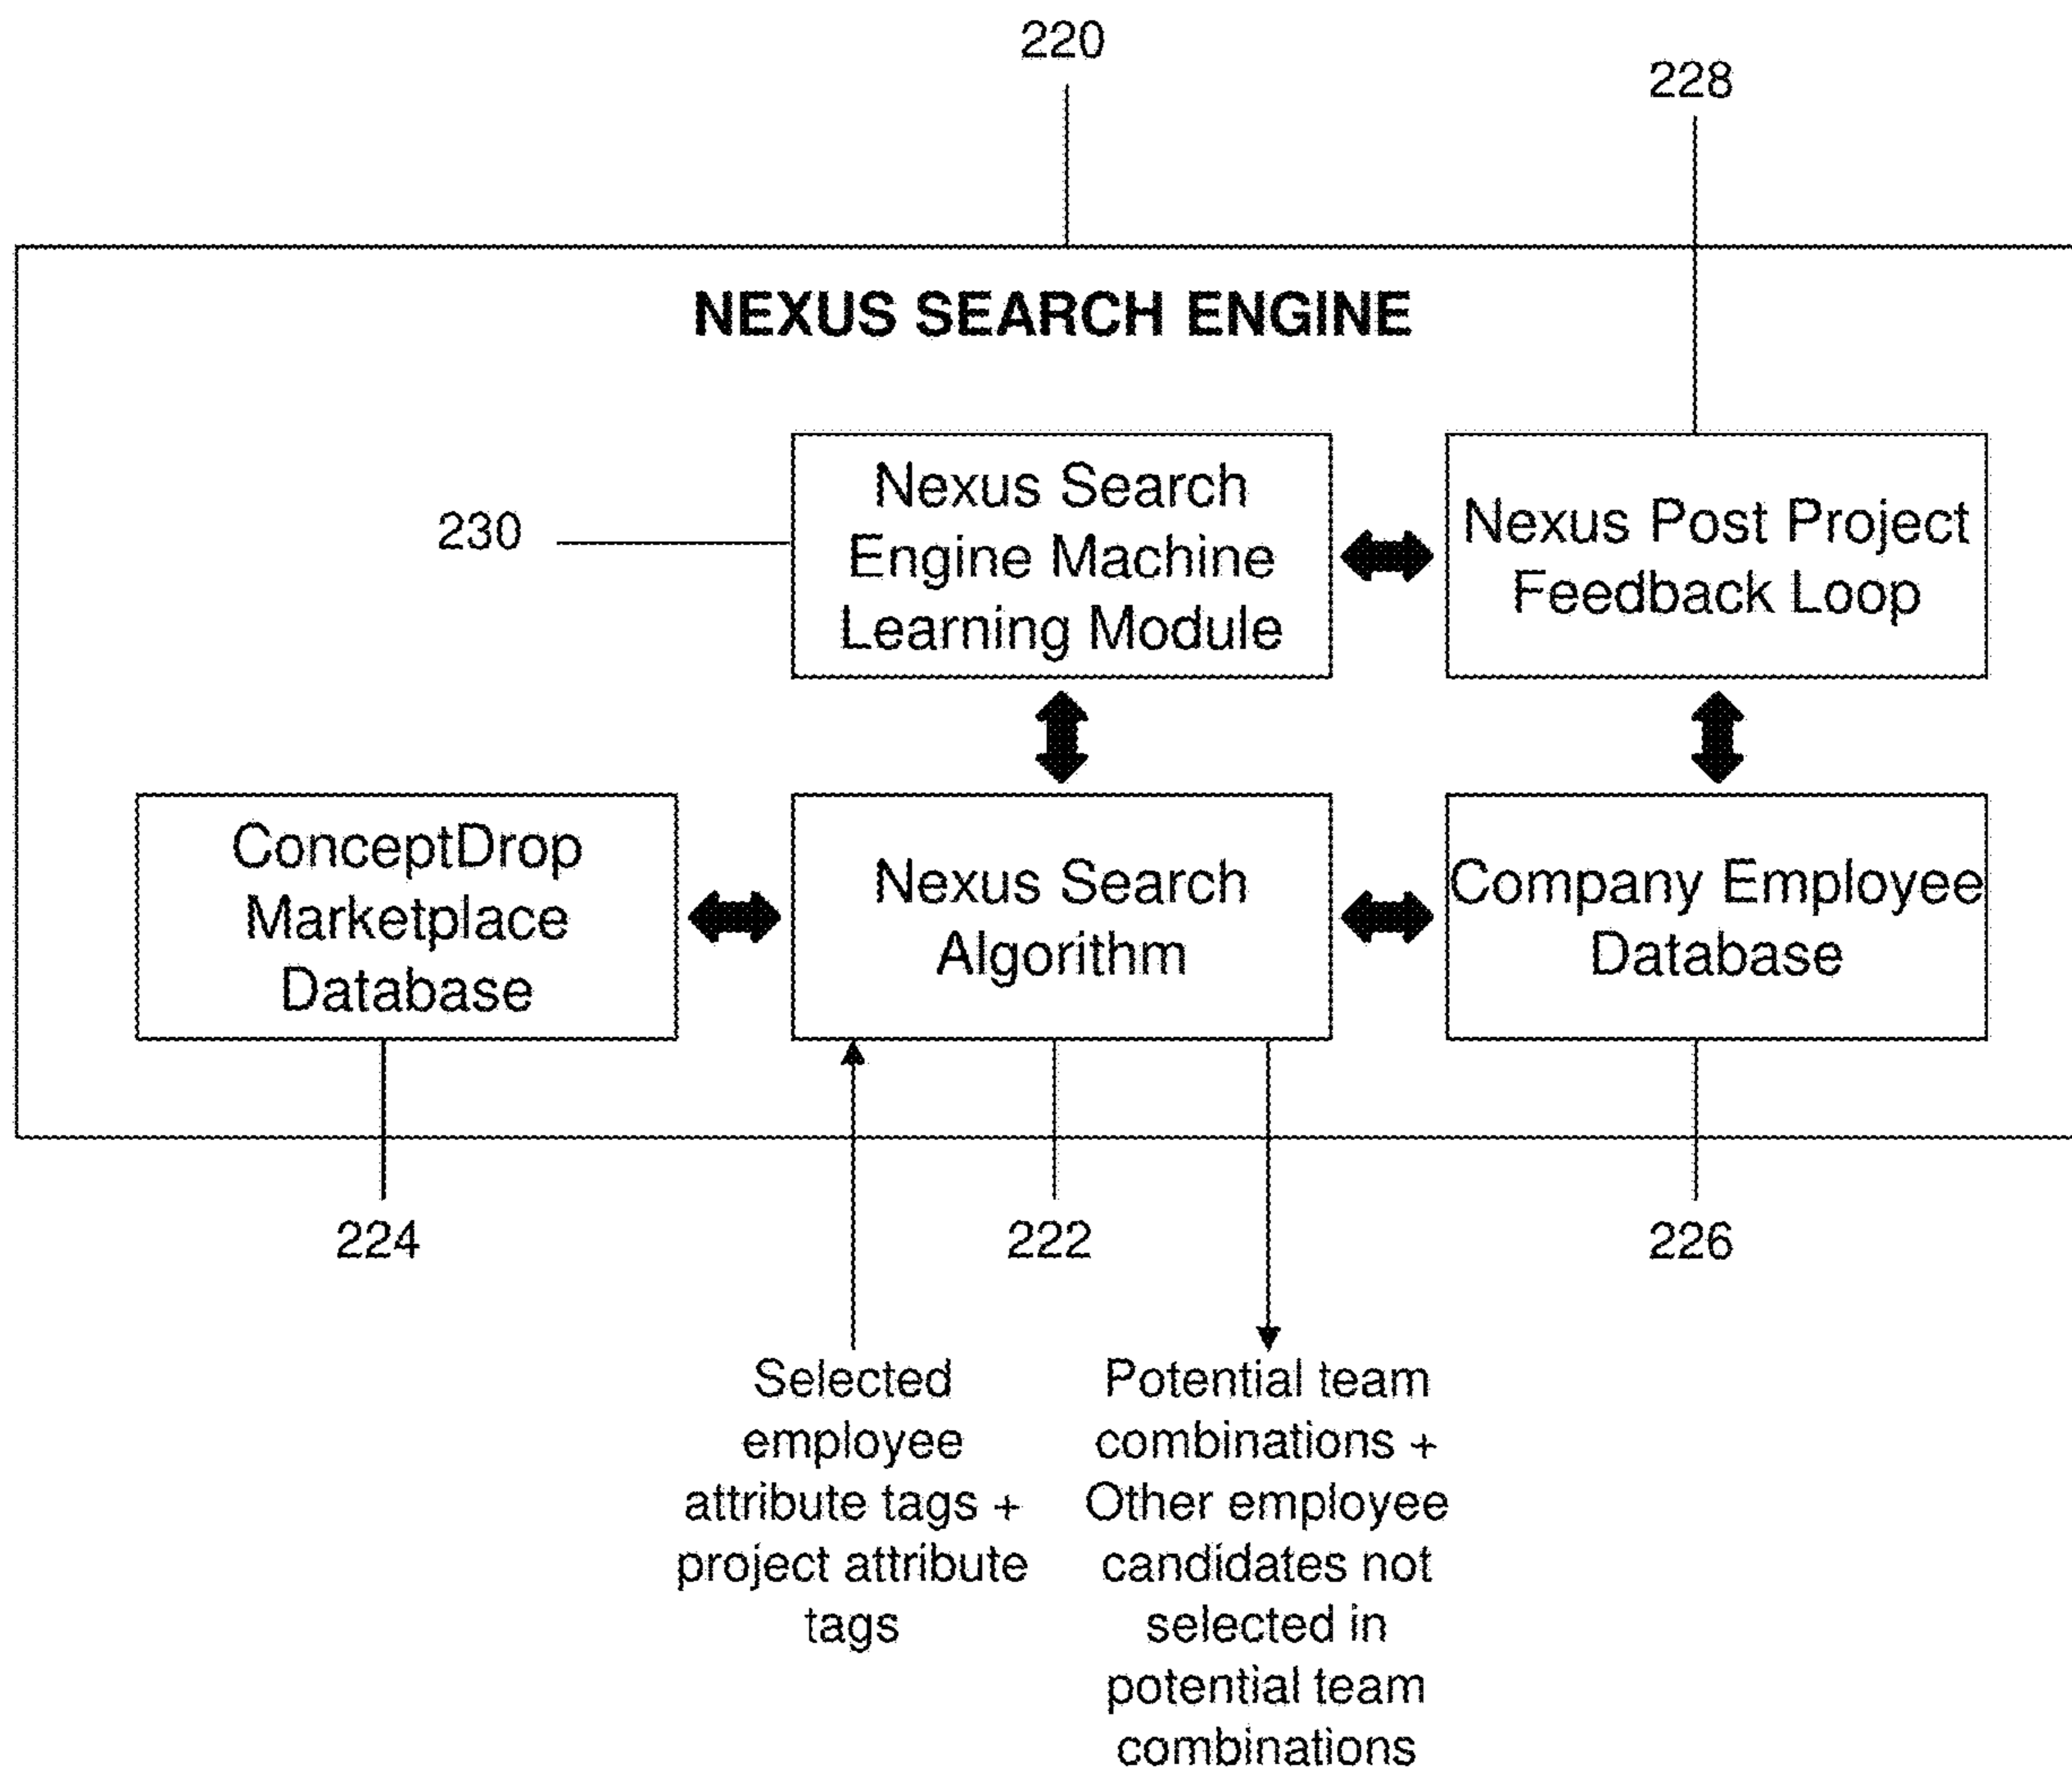 220
228
NEXUS SEARCH ENGINE
230
Nexus Search
Engine Machine
Learning Module
Nexus Post Project
Feedback Loop
ConceptDrop
Marketplace
Database
Nexus Search
Algorithm
Company Employee
Database
224
222
226
Selected
employee
attribute tags +
project attribute
tags
Potential team
combinations +
Other employee
candidates not
selected in
potential team
combinations